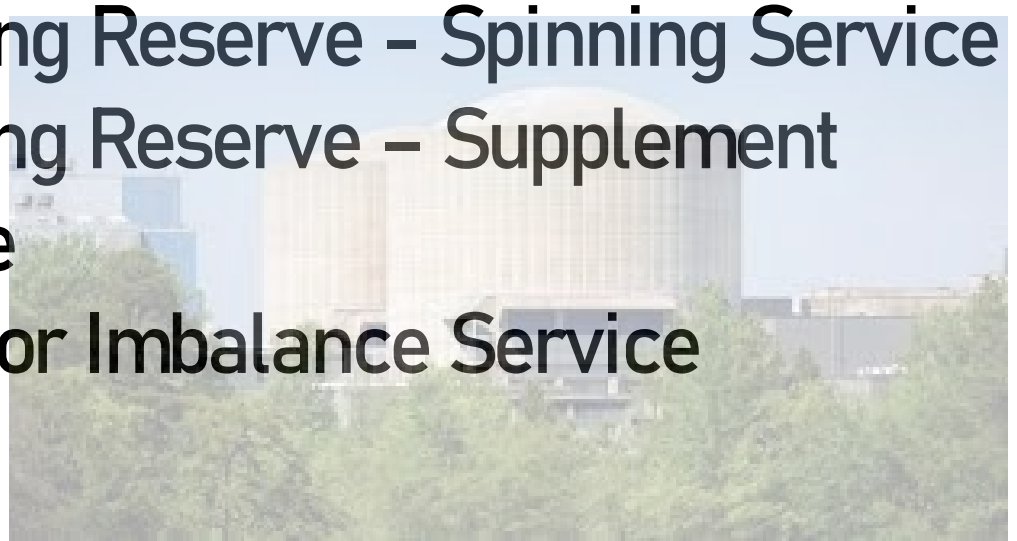 ng Reserve – Spinning Service
ng Reserve – Supplement
e
or Imbalance Service